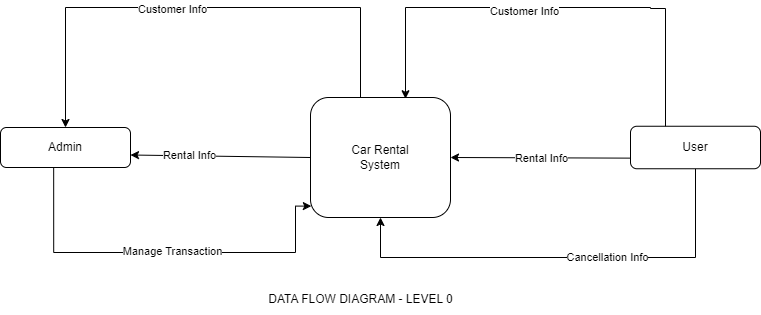 Customer Info
Customer Info
Admin
Rental Info
Car Rental
System
Rental Info
User
Manage Transaction
Cancellation Info
DATA FLOW DIAGRAM - LEVEL 0